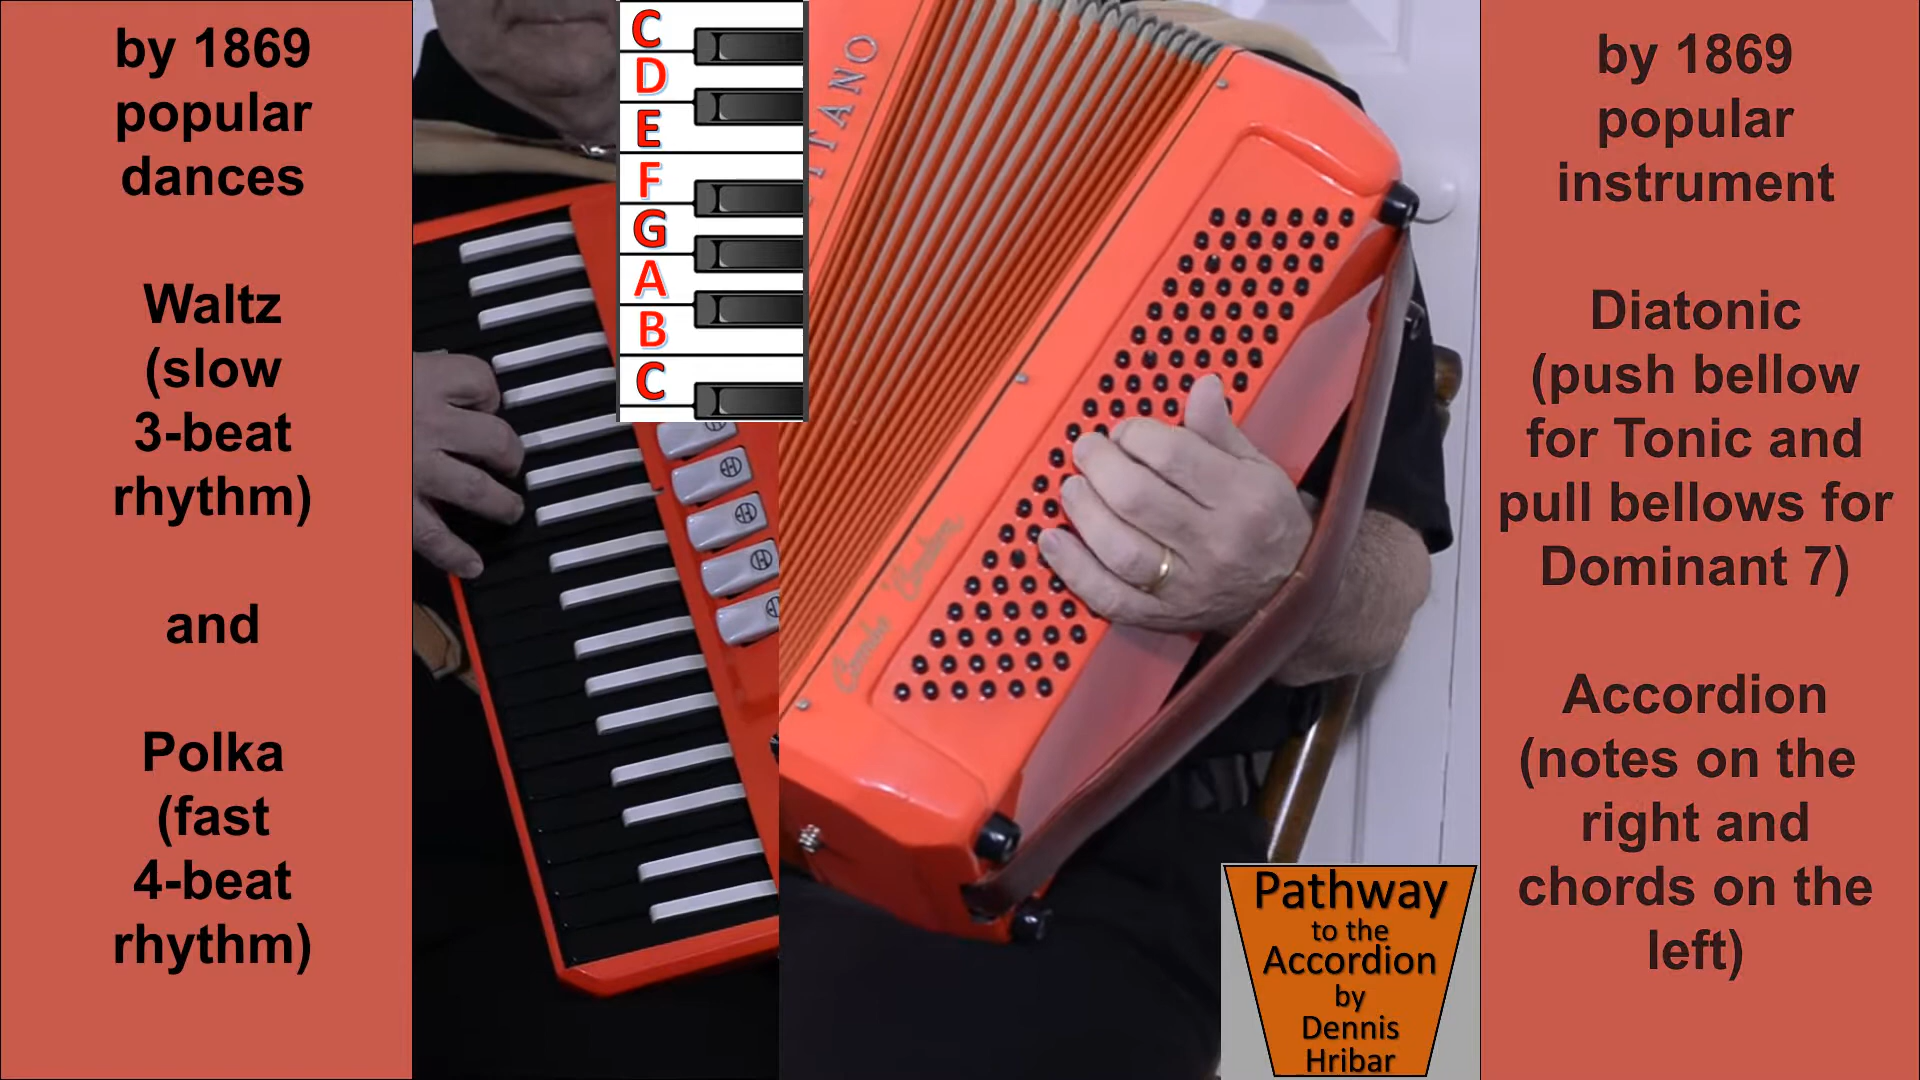 by 1869
popular
dances
Waltz
(slow
3-beat
rhythm)
and
Polka
(fast
4-beat
rhythm)
C
D
E
F
G
A
B
C
TANO
H
H
H
H
H
Combo
by 1869
popular
instrument
Diatonic
(push bellow
for Tonic and
pull bellows for
Dominant 7)
Accordion
(notes on the
right and
chords on the
left)
Pathway
to the
Accordion
by
Dennis
Hribar